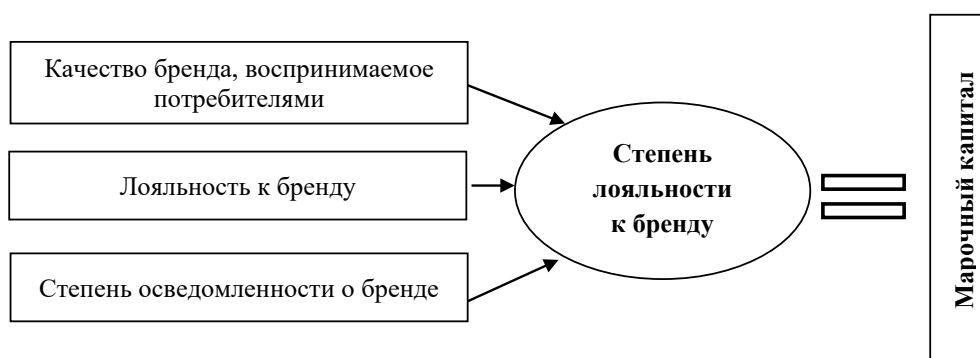 Качество бренда, воспринимаемое
потребителями
Лояльность к бренду
Степень осведомленности о бренде
Степень
лояльности
к бренду
Марочный капитал